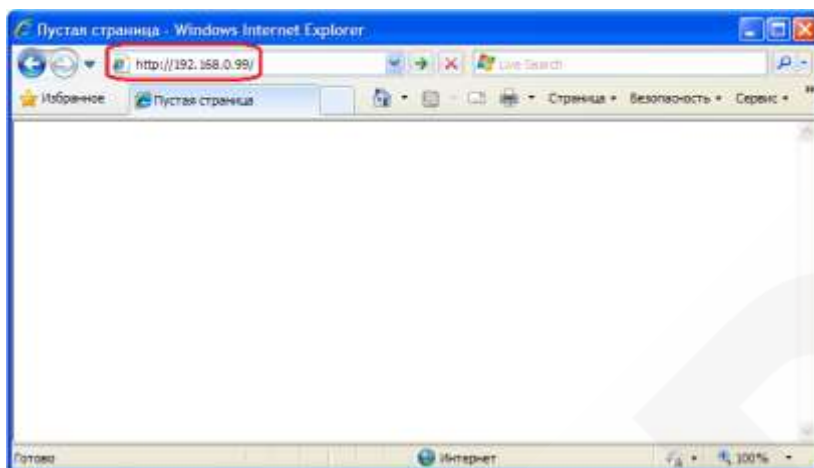 Пустая страница - Windows Internet Explorer
http://192.168.0.99/
Live Search
Избранное
Пустая страница
Страница
Безопасность
Сервис
Готово
Интернет
100%